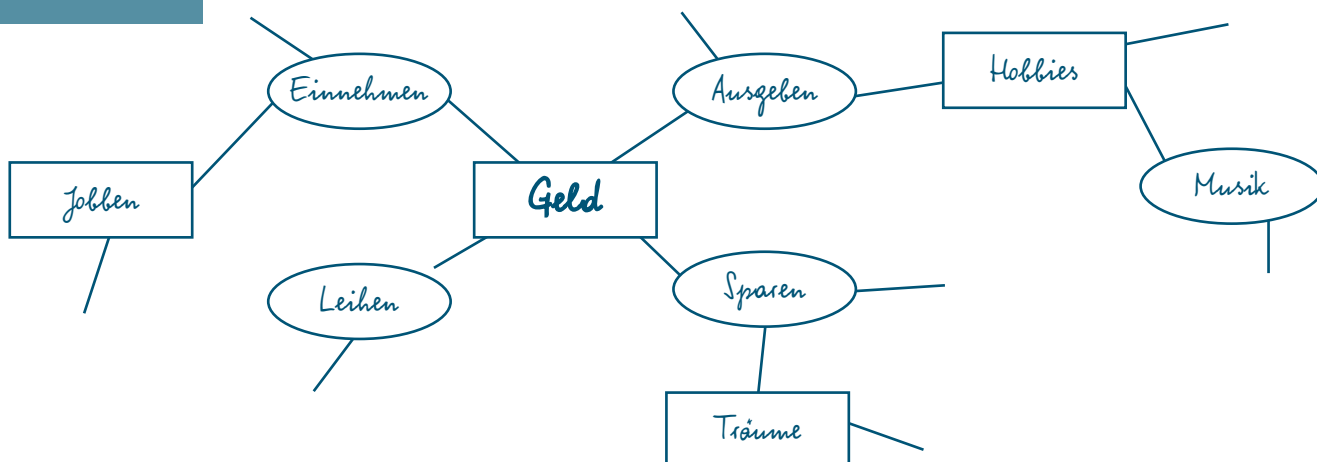 Einnehmen
Ausgeben
Hobbies
Jobben
Geld
Musik
Leihen
Sparen
Träume